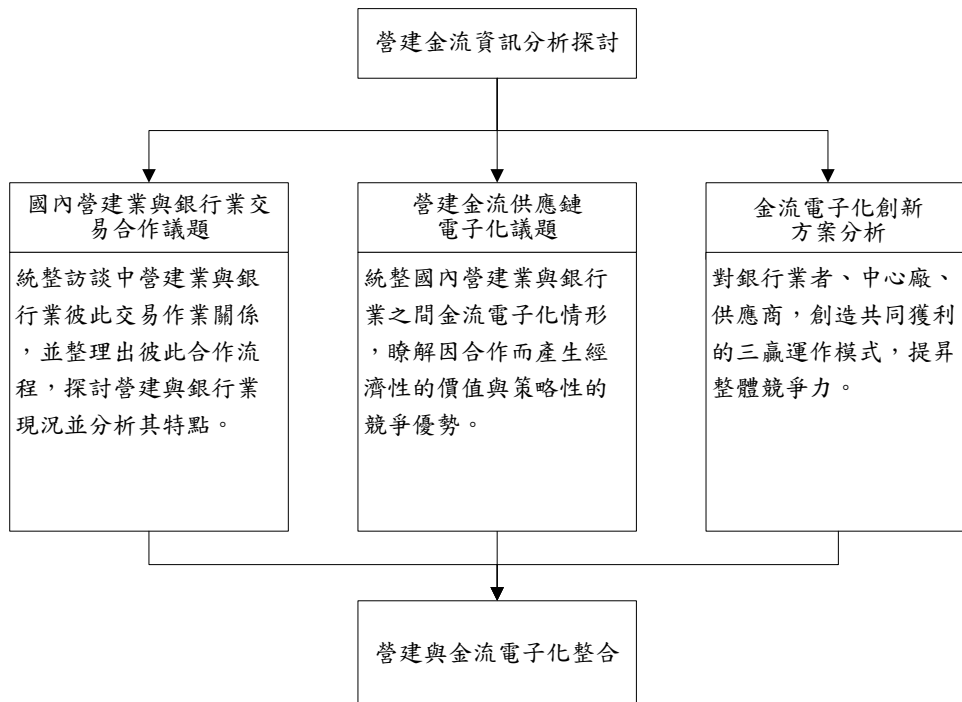 營建金流資訊分析探討
國內營建業與銀行業交
易合作議題
統整訪談中營建業與銀
行業彼此交易作業關係
，並整理出彼此合作流
程，探討營建與銀行業
現況並分析其特點。
營建金流供應鏈
電子化議題
統整國內營建業與銀行
業之間金流電子化情形
，瞭解因合作而產生經
濟性的價值與策略性的
競爭優勢。
金流電子化創新
方案分析
對銀行業者、中心廠、
供應商，創造共同獲利
的三贏運作模式，提昇
整體競爭力。
營建與金流電子化整合